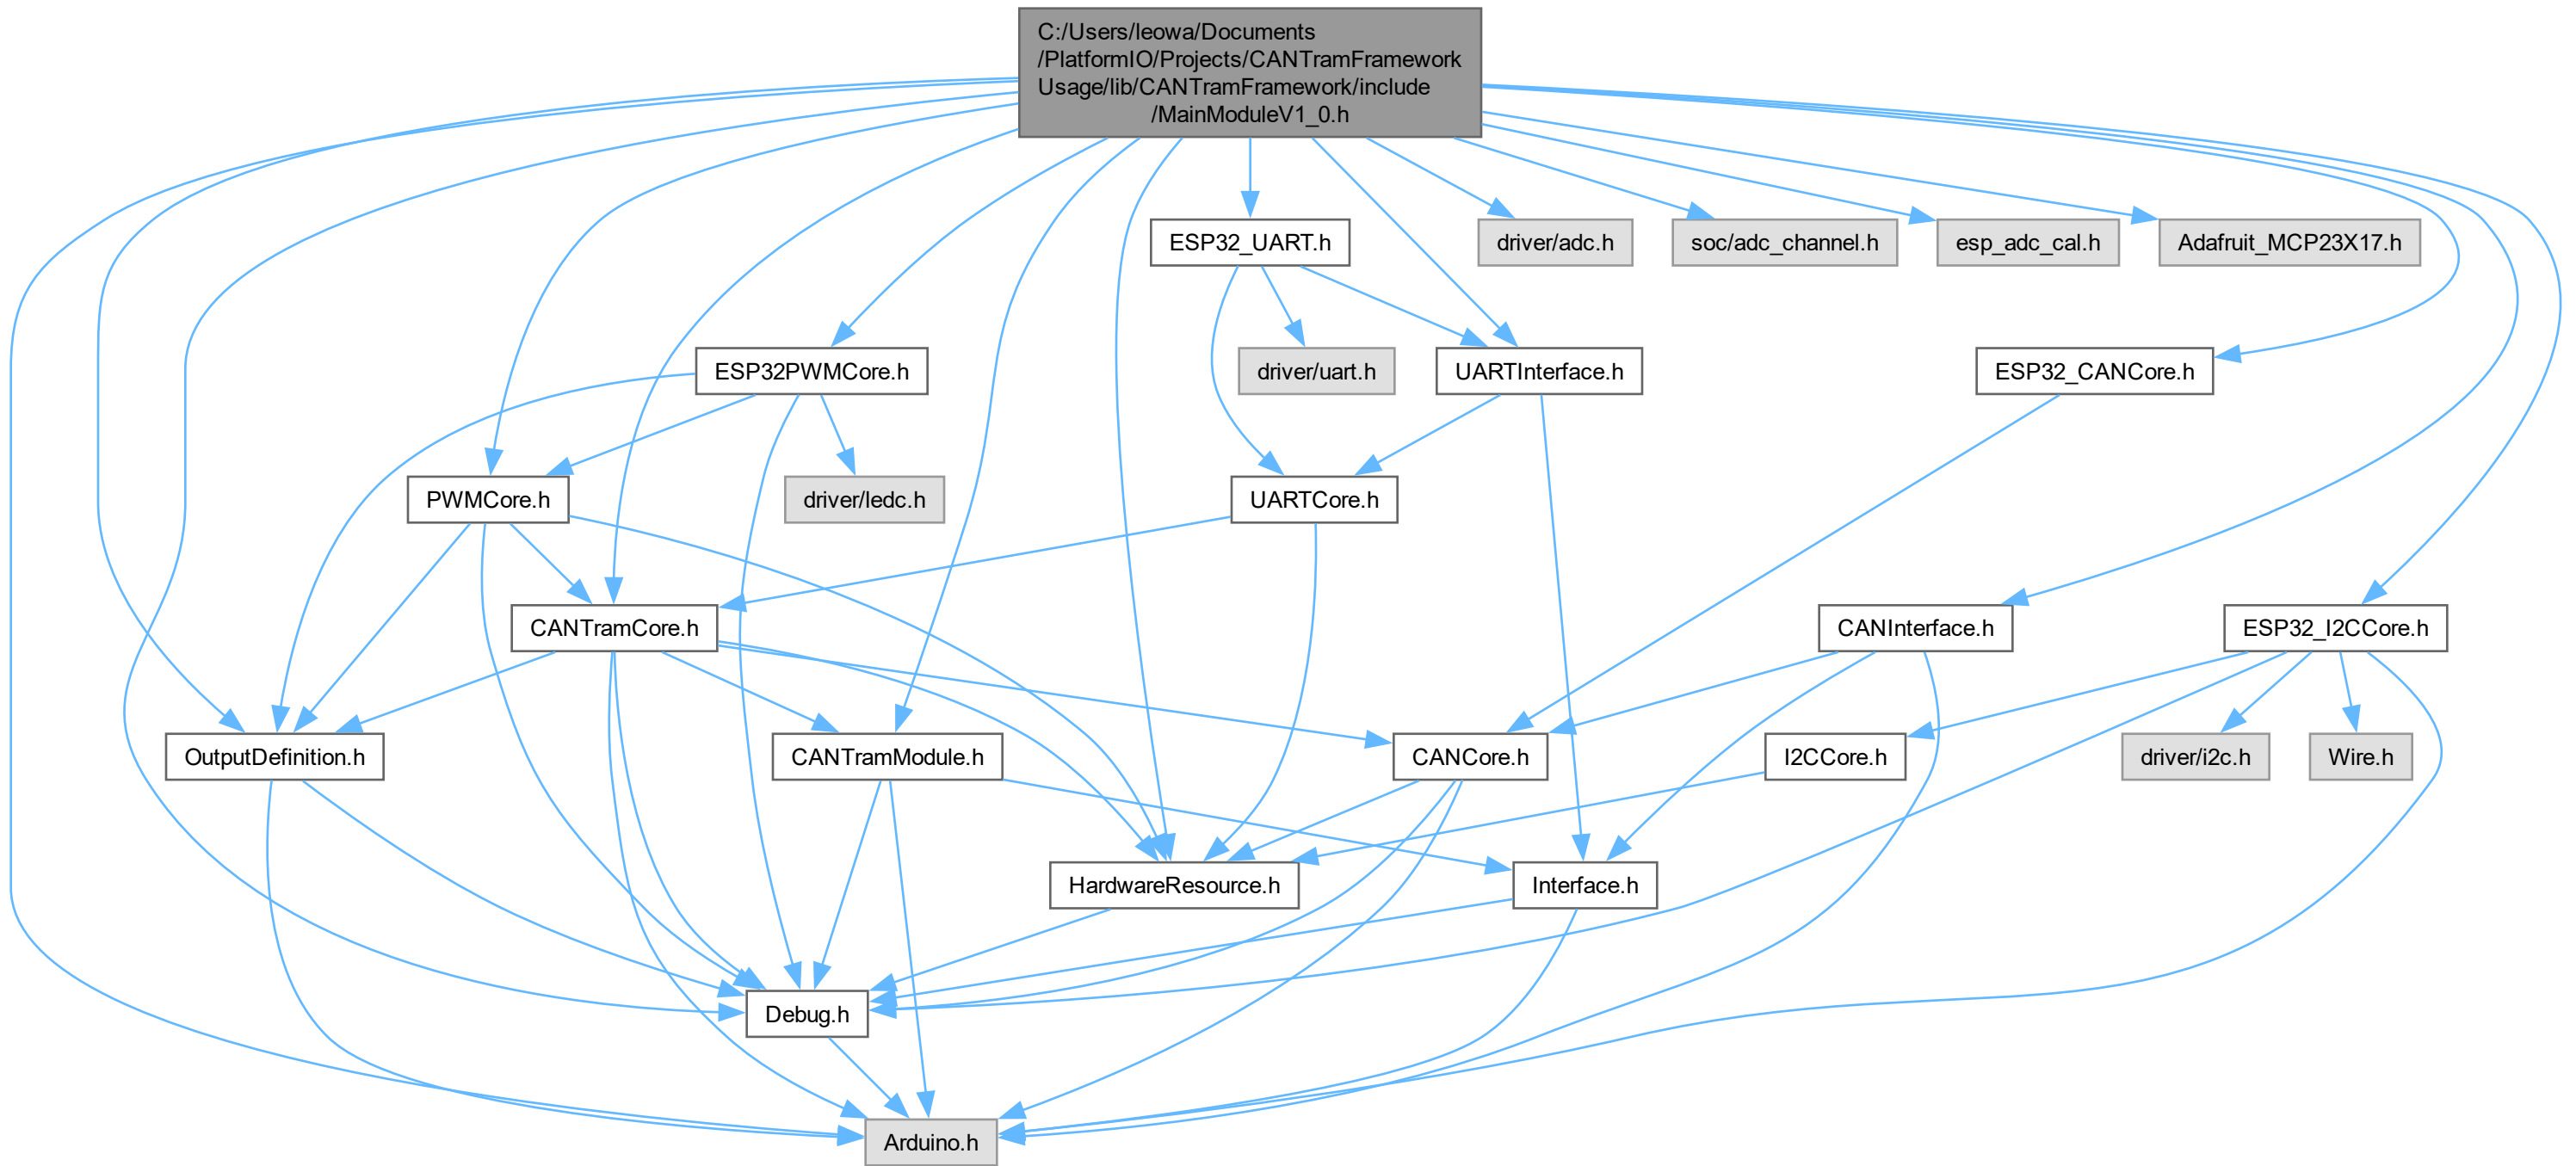 C:/Users/leowa/Documents
/PlatformIO/Projects/CANTramFramework
Usage/lib/CANTramFramework/include
/MainModuleV1_0.h
ESP32_UART.h
driver/adc.h
soc/adc_channel.h
esp_adc_cal.h
Adafruit_MCP23X17.h
ESP32PWMCore.h
driver/uart.h
UARTInterface.h
ESP32_CANCore.h
PWMCore.h
driver/ledc.h
UARTCore.h
CANTramCore.h
CANInterface.h
ESP32_I2CCore.h
OutputDefinition.h
CANTramModule.h
CANCore.h
I2CCore.h
driver/i2c.h
Wire.h
HardwareResource.h
Interface.h
Debug.h
Arduino.h